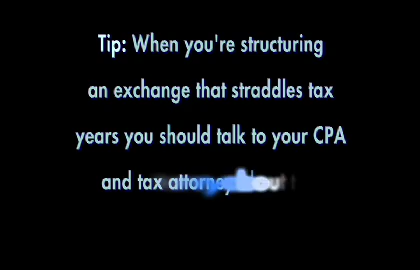 Tip: When you're structuring
an exchange that straddles tax
years you should talk to your CPA
and tax attorney